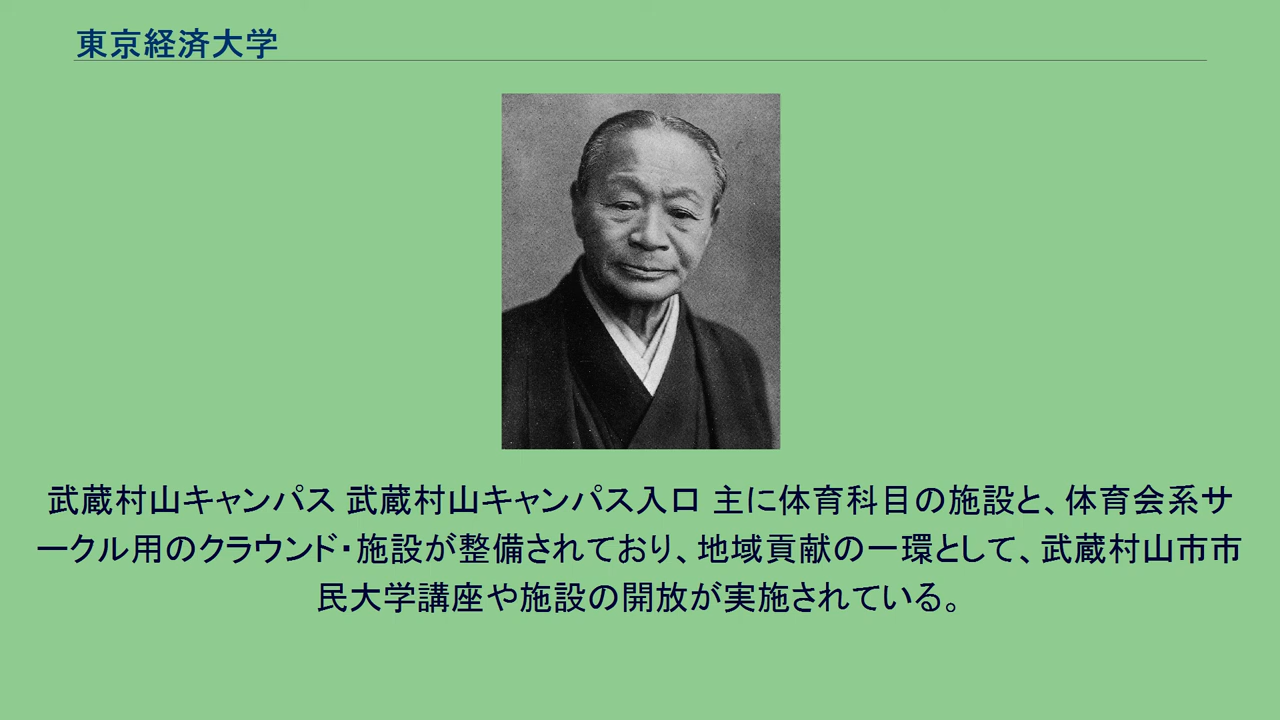 東京経済大学
武蔵村山キャンパス 武蔵村山キャンパス入口 主に体育科目の施設と、体育会系サ
ークル用のクラウンド・施設が整備されており、地域貢献の一環として、武蔵村山市市
民大学講座や施設の開放が実施されている。